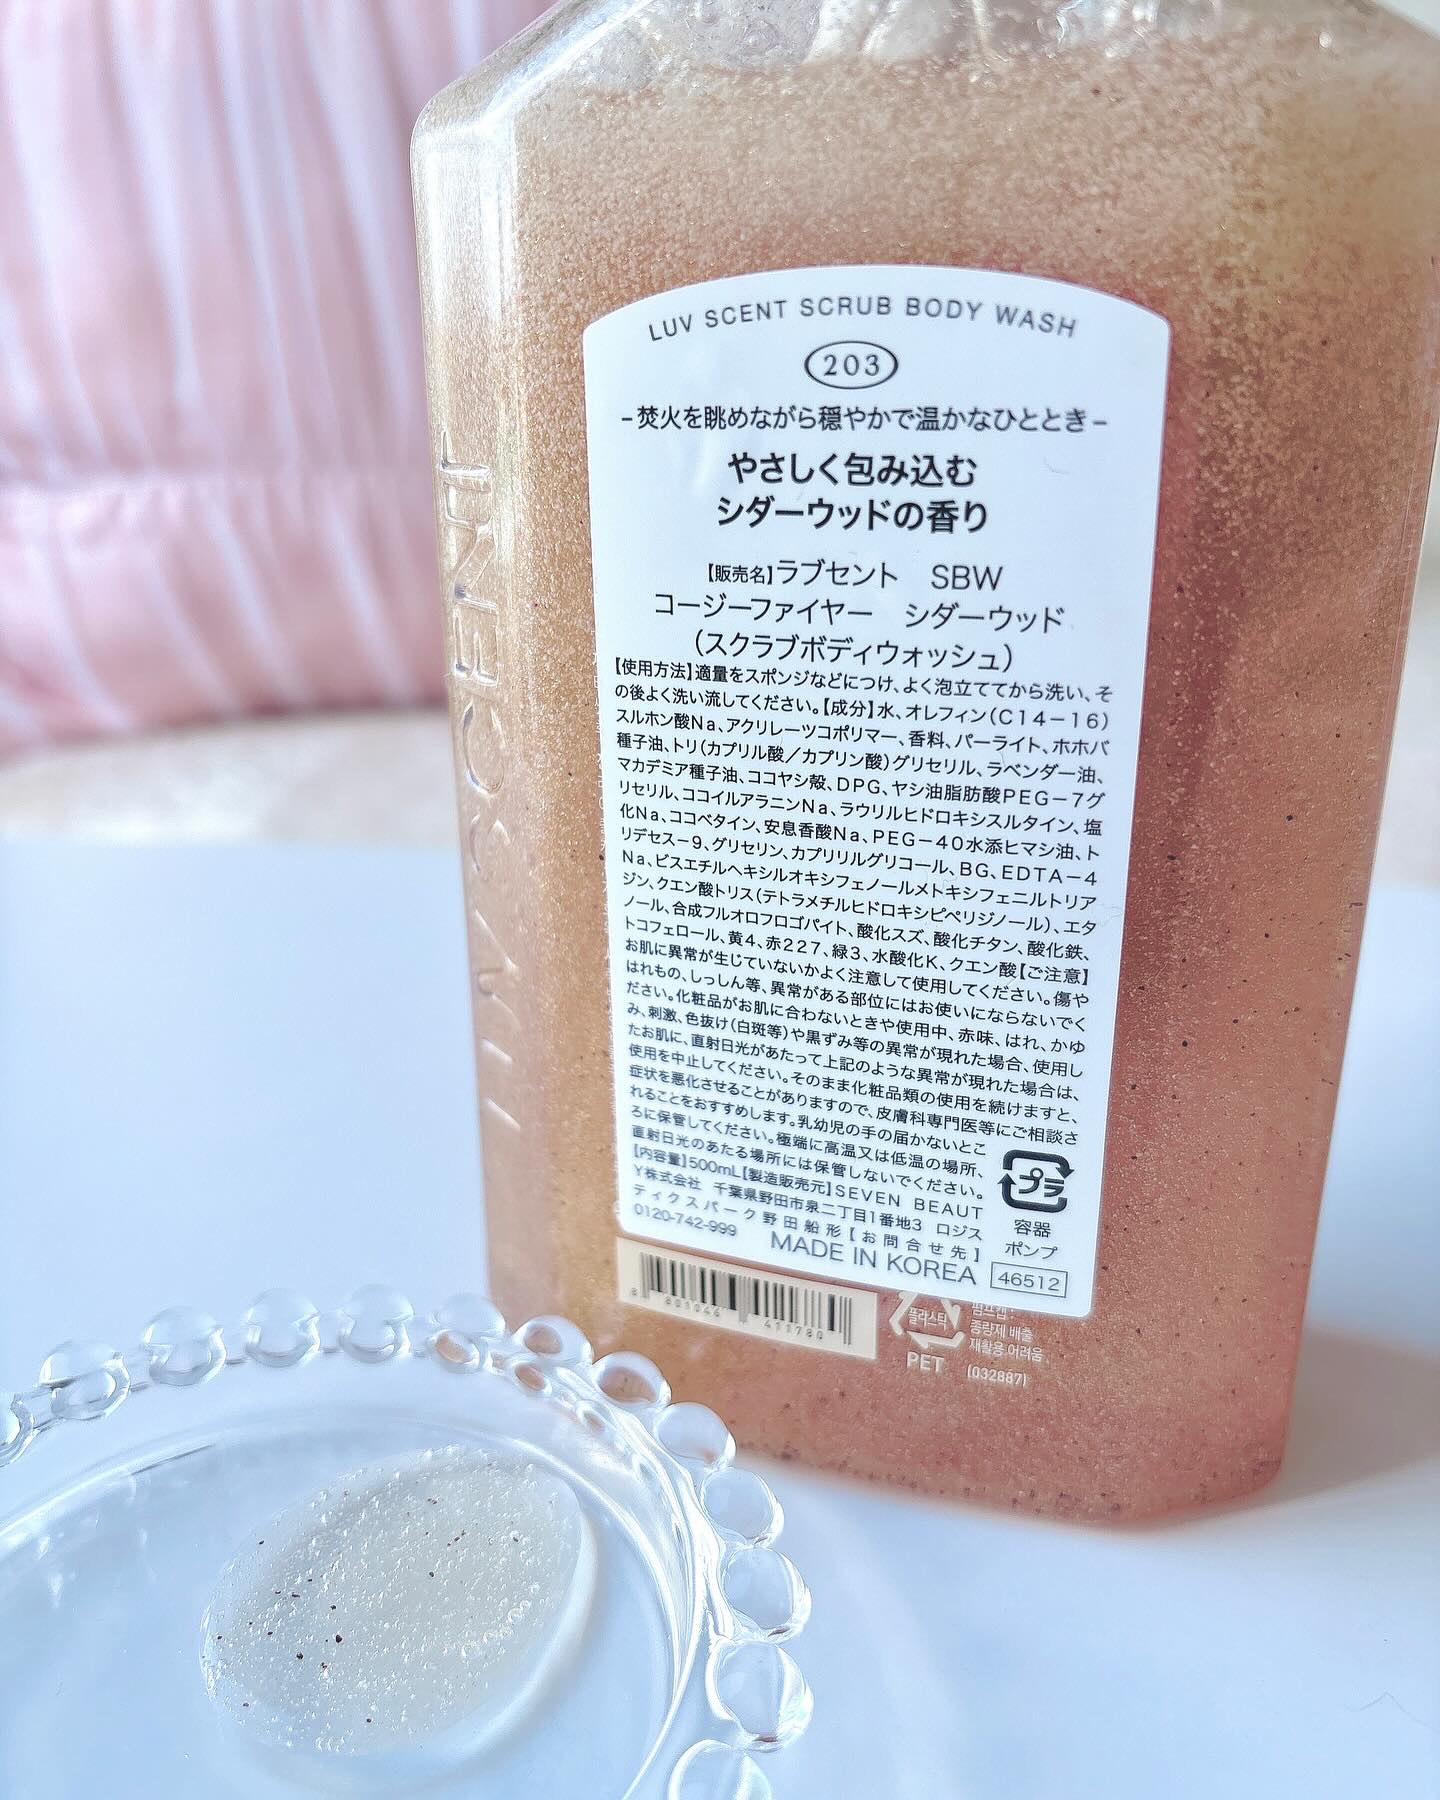 LUV SCENT SCRUB BODY WASH
203
–焚火を眺めながら穏やかで温かなひととき–
やさしく包み込む
シダーウッドの香り
【販売名】ラブセント　SBW
コージーファイヤー　シダーウッド
（スクラブボディウォッシュ）
【使用方法】適量をスポンジなどにつけ、よく泡立ててから洗い、そ
の後よく洗い流してください。【成分】水、オレフィン（C14－16）
スルホン酸Na、アクリレーツコポリマー、香料、パーライト、ホホバ
種子油、トリ（カプリル酸／カプリン酸）グリセリル、ラベンダー油、
マカデミア種子油、ココヤシ殻、DPG、ヤシ油脂肪酸PEG－7グ
リセリル、ココイルアラニンNa、ラウリルヒドロキシスルタイン、塩
化Na、ココベタイン、安息香酸Na、PEG－40水添ヒマシ油、ト
リデセス－9、グリセリン、カプリリルグリコール、BG、EDTA－4
Na、ビスエチルヘキシルオキシフェノールメトキシフェニルトリア
ジン、クエン酸トリス（テトラメチルヒドロキシピペリジノール）、エタ
ノール、合成フルオロフロゴパイト、酸化スズ、酸化チタン、酸化鉄、
トコフェロール、黄4、赤227、緑3、水酸化K、クエン酸【ご注意】
お肌に異常が生じていないかよく注意して使用してください。傷や
はれもの、しっしん等、異常がある部位にはお使いにならないでく
ださい。化粧品がお肌に合わないときや使用中、赤味、はれ、かゆ
み、刺激、色抜け（白斑等）や黒ずみ等の異常が現れた場合、使用し
たお肌に、直射日光があたって上記のような異常が現れた場合は、
使用を中止してください。そのまま化粧品類の使用を続けますと、
症状を悪化させることがありますので、皮膚科専門医等にご相談さ
れることをおすすめします。乳幼児の手の届かないとこ
ろに保管してください。極端に高温又は低温の場所、
直射日光のあたる場所には保管しないでください。
【内容量】500mL【製造販売元】SEVEN BEAUT
Y株式会社　千葉県野田市泉二丁目1番地3　ロジス
ティクスパーク野田船形【お問合せ先】
0120-742-999
MADE IN KOREA
プラ
容器
ポンプ
46512
8 801046 411780
플라스틱
PET
펌프캡:
종량제 배출
재활용 어려움
(032887)
LUV SCENT